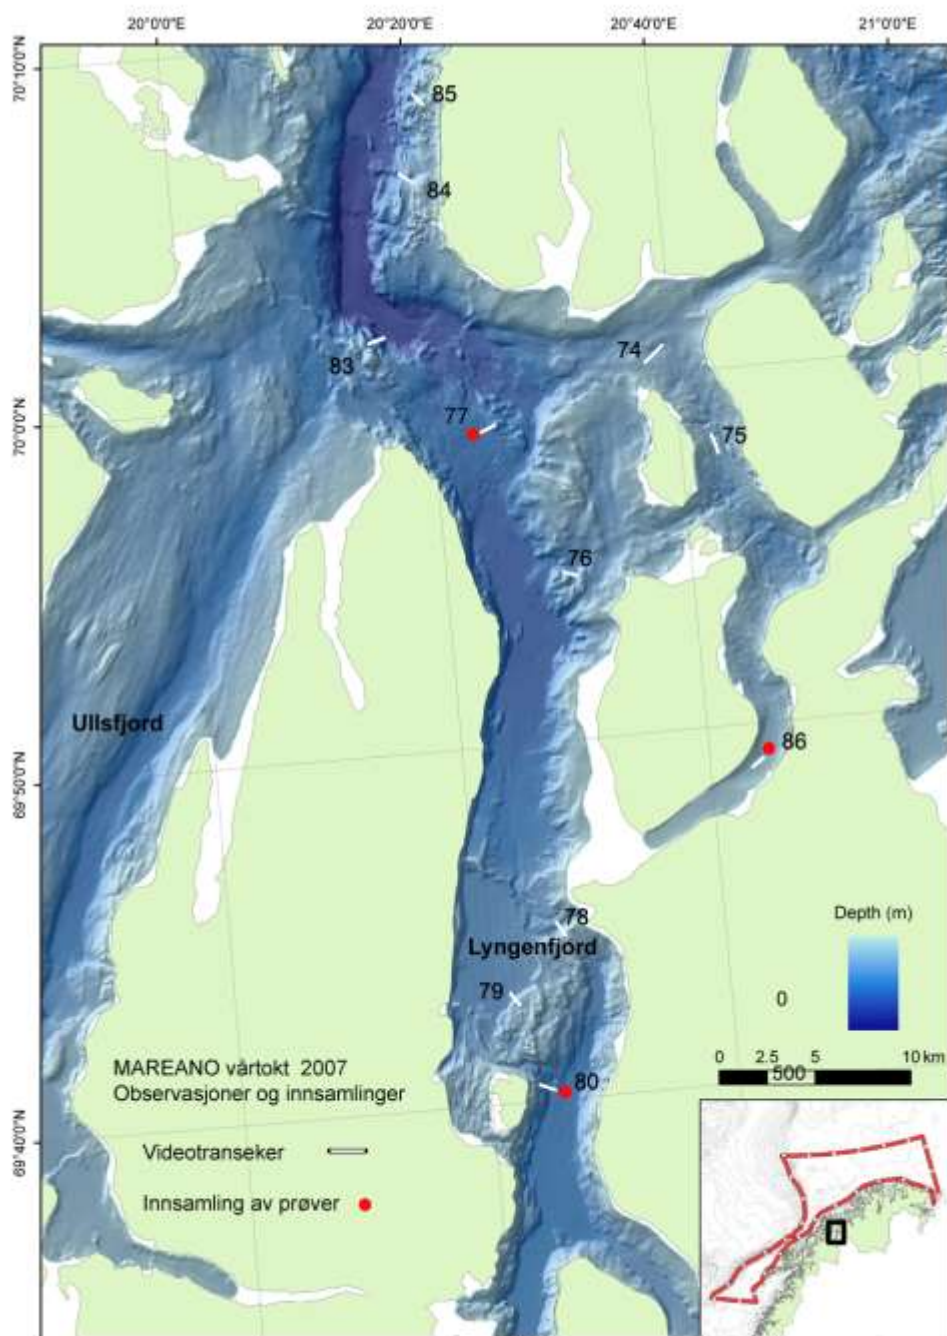 20°0'0"E
20°20'0"E
20°40'0"E
21°0'0"E
70°10'0"N
85
84
83
74
77
70°0'0"N
75
76
Ullsfjord
86
69°50'0"N
78
Lyngenfjord
79
Depth (m)
0
0 2.5 5 10 km
500
80
MAREANO vårtokt 2007
Observasjoner og innsamlinger
69°40'0"N
Videotranseker
Innsamling av prøver